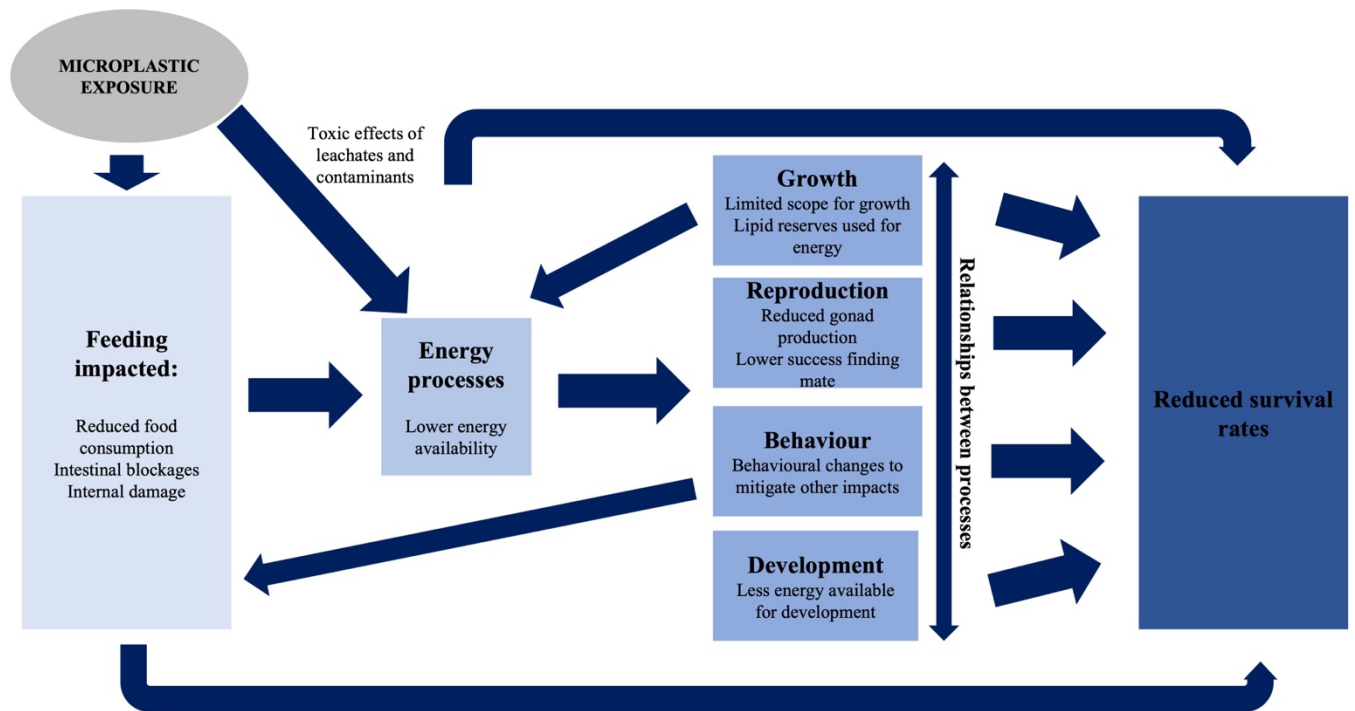 MICROPLASTIC
EXPOSURE
Toxic effects of
leachates and
contaminants
Feeding
impacted:
Reduced food
consumption
Intestinal blockages
Internal damage
Energy
processes
Lower energy
availability
Growth
Limited scope for growth
Lipid reserves used for
energy
Reproduction
Reduced gonad
production
Lower success finding
mate
Behaviour
Behavioural changes to
mitigate other impacts
Development
Less energy available
for development
Relationships between processes
Reduced survival
rates